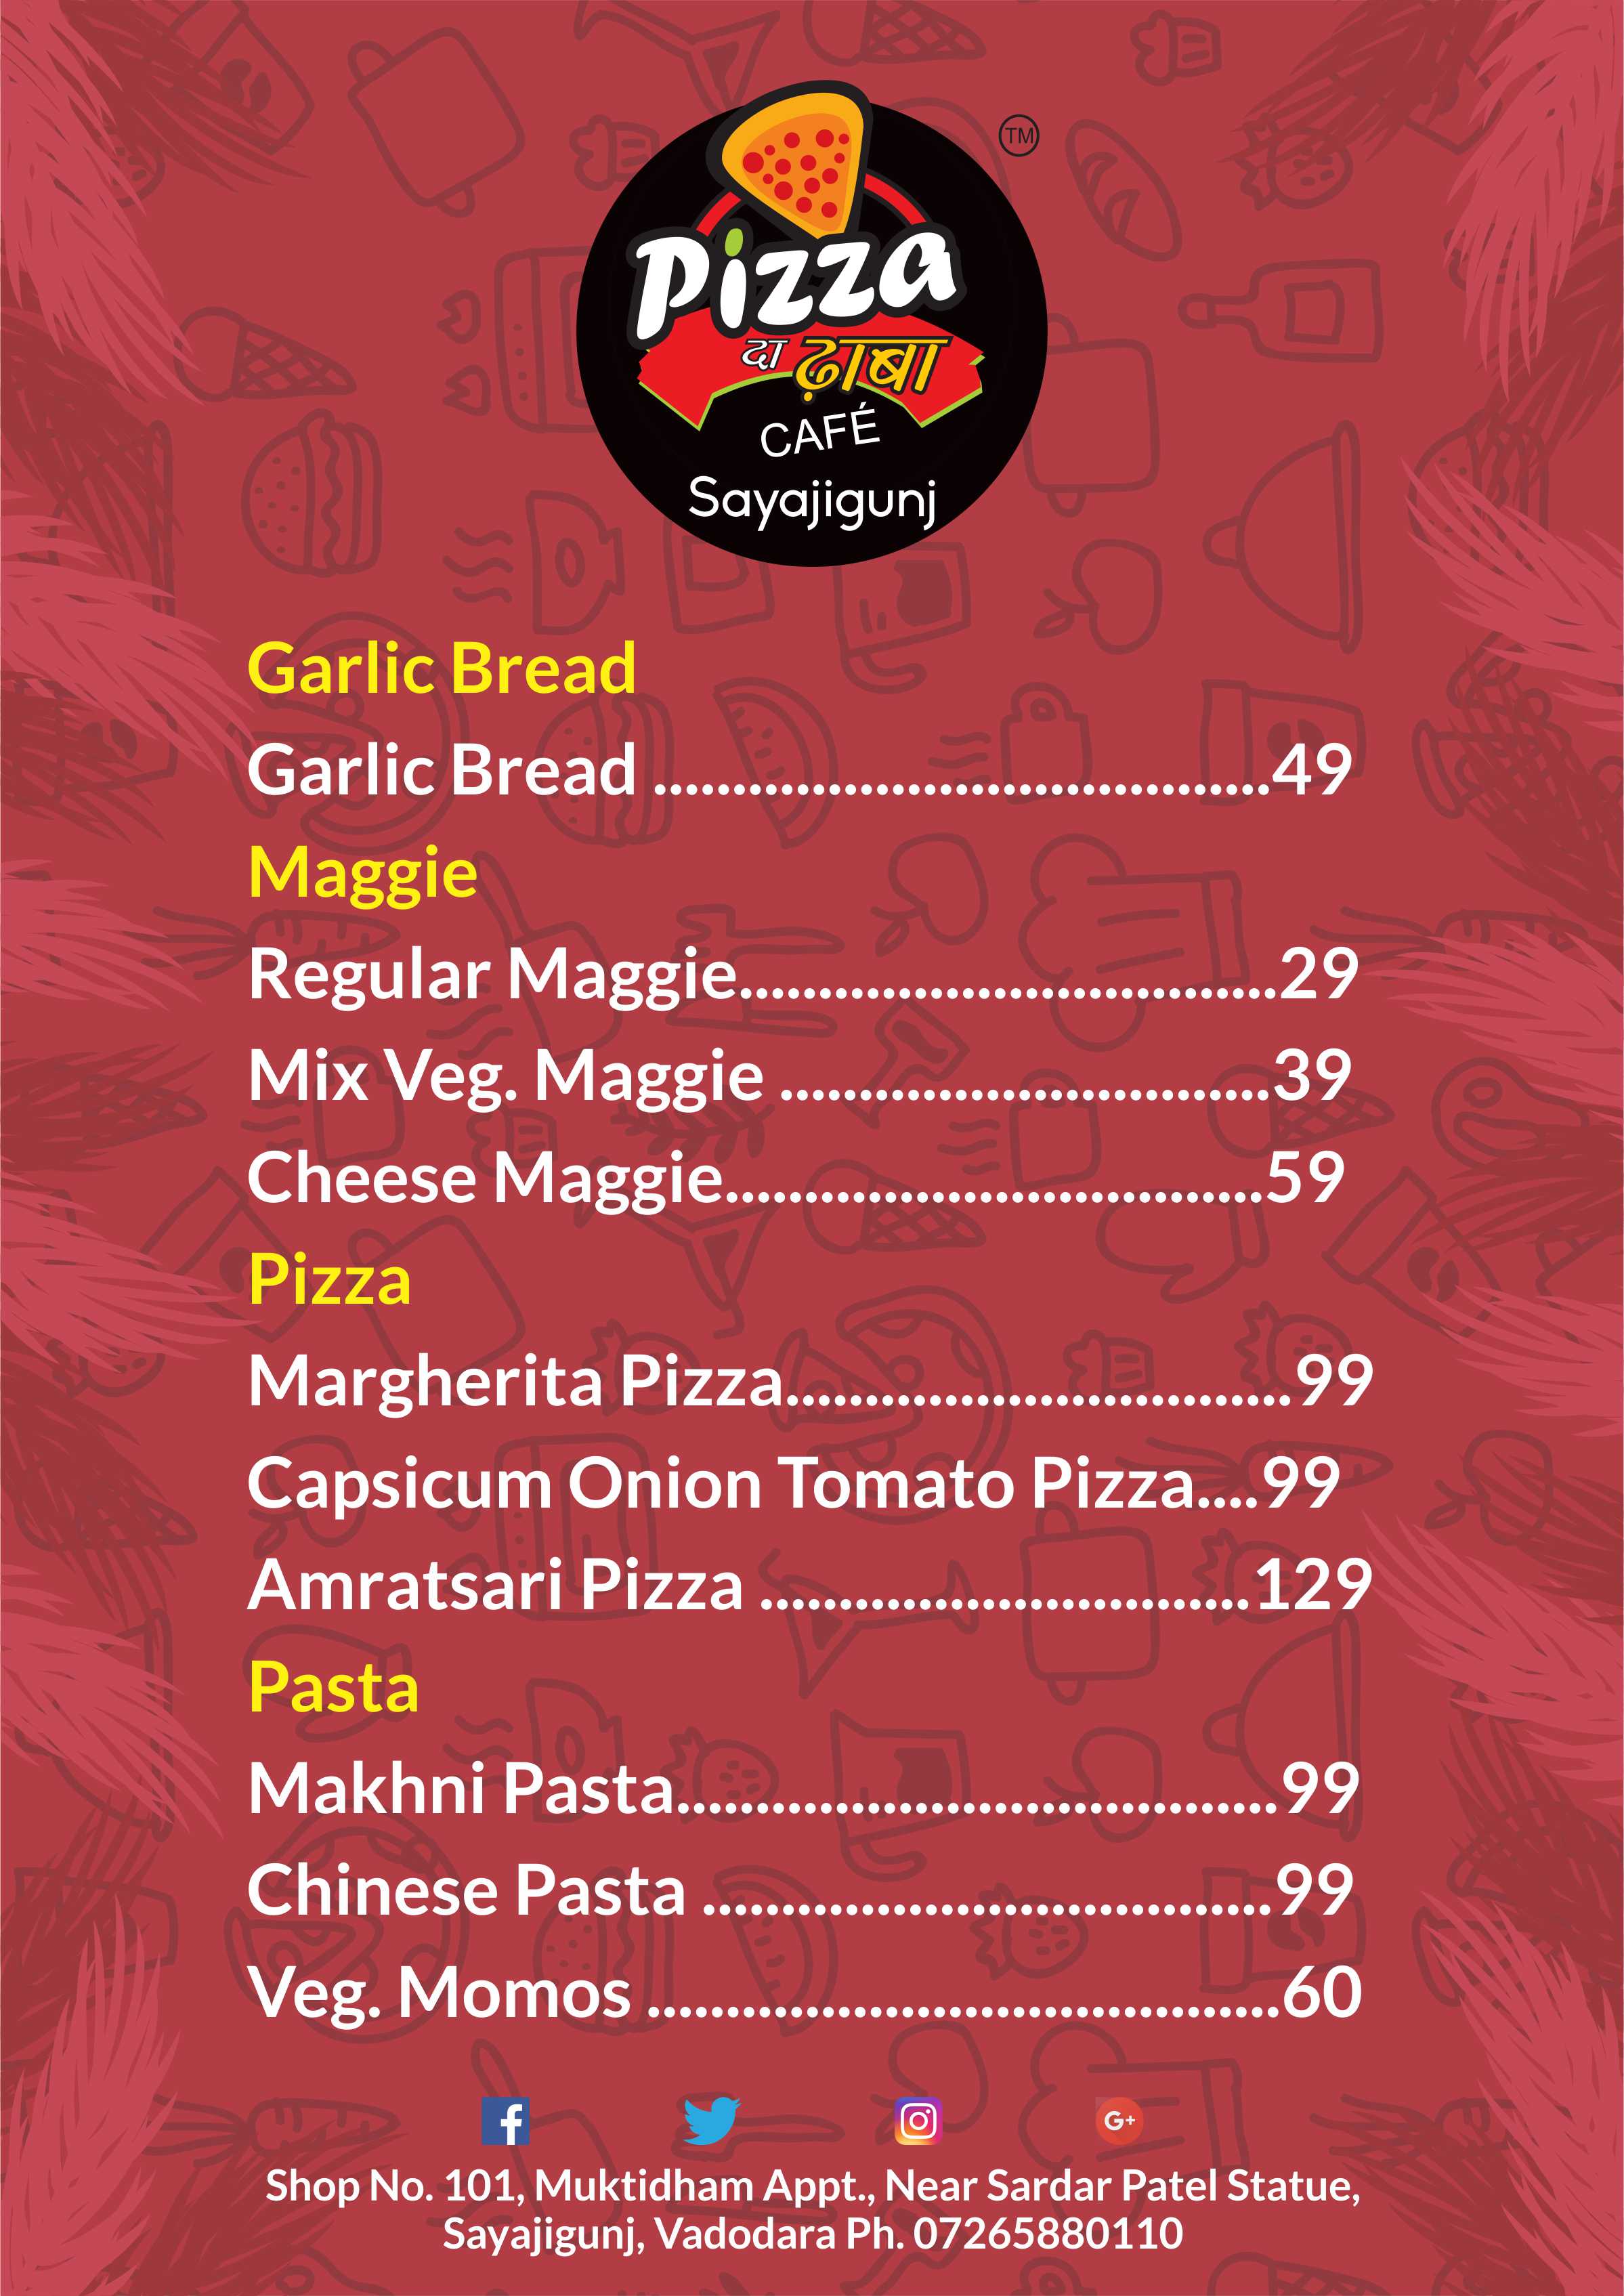 TM
Pizza
दा ढ़ाबा
CAFÉ
Sayajigunj
Garlic Bread
Garlic Bread .......................................49
Maggie
Regular Maggie..................................29
Mix Veg. Maggie ...............................39
Cheese Maggie..................................59
Pizza
Margherita Pizza................................99
Capsicum Onion Tomato Pizza....99
Amratsari Pizza ...............................129
Pasta
Makhni Pasta......................................99
Chinese Pasta ....................................99
Veg. Momos ........................................60
f
G+
Shop No. 101, Muktidham Appt., Near Sardar Patel Statue,
Sayajigunj, Vadodara Ph. 07265880110